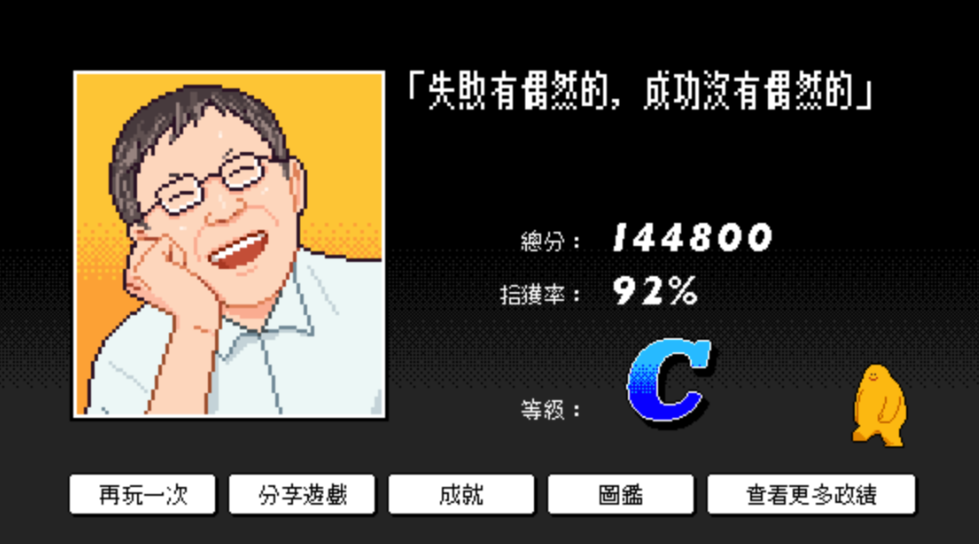 「失敗有偶然的，成功沒有偶然的」
總分： 144800
拾獲率： 92%
等級： C
再玩一次 分享遊戲 成就 圖鑑 查看更多政績